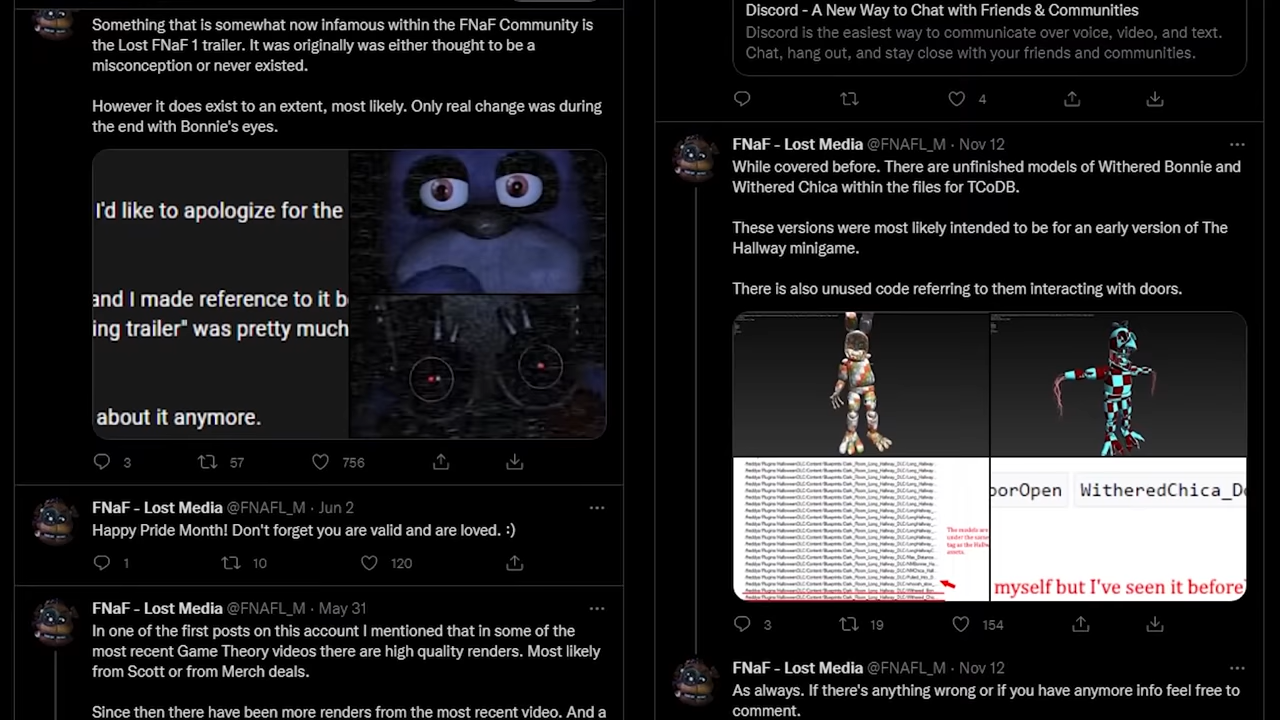 Something that is somewhat now infamous within the FNaF Community is
the Lost FNaF 1 trailer. It was originally was either thought to be a
misconception or never existed.
However it does exist to an extent, most likely. Only real change was during
the end with Bonnie's eyes.
I'd like to apologize for the
and I made reference to it b
ing trailer" was pretty much
about it anymore.
3 57 756
FNaF - Lost Media @FNAFL_M · Jun 2
Happy Pride Month! Don't forget you are valid and are loved. :)
1 10 120
FNaF - Lost Media @FNAFL_M · May 31
In one of the first posts on this account I mentioned that in some of the
most recent Game Theory videos there are high quality renders. Most likely
from Scott or from Merch deals.
Since then there have been more renders from the most recent video. And a
Discord - A New Way to Chat with Friends & Communities
Discord is the easiest way to communicate over voice, video, and text.
Chat, hang out, and stay close with your friends and communities.
4
FNaF - Lost Media @FNAFL_M · Nov 12
While covered before. There are unfinished models of Withered Bonnie and
Withered Chica within the files for TCoDB.
These versions were most likely intended to be for an early version of The
Hallway minigame.
There is also unused code referring to them interacting with doors.
The models are
under the same
tag as the Hallw
assets.
oorOpen WitheredChica_Do
myself but I've seen it before
3 19 154
FNaF - Lost Media @FNAFL_M · Nov 12
As always. If there's anything wrong or if you have anymore info feel free to
comment.